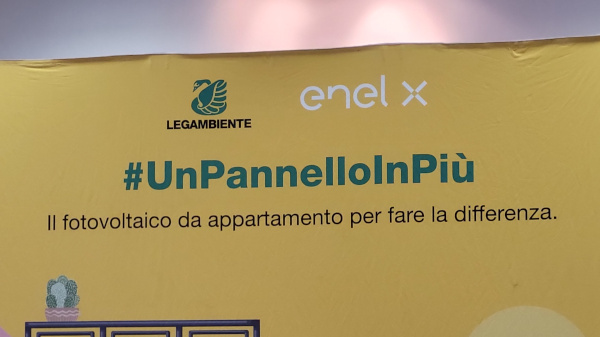 LEGAMBIENTE
enel x
#UnPannelloInPiù
Il fotovoltaico da appartamento per fare la differenza.